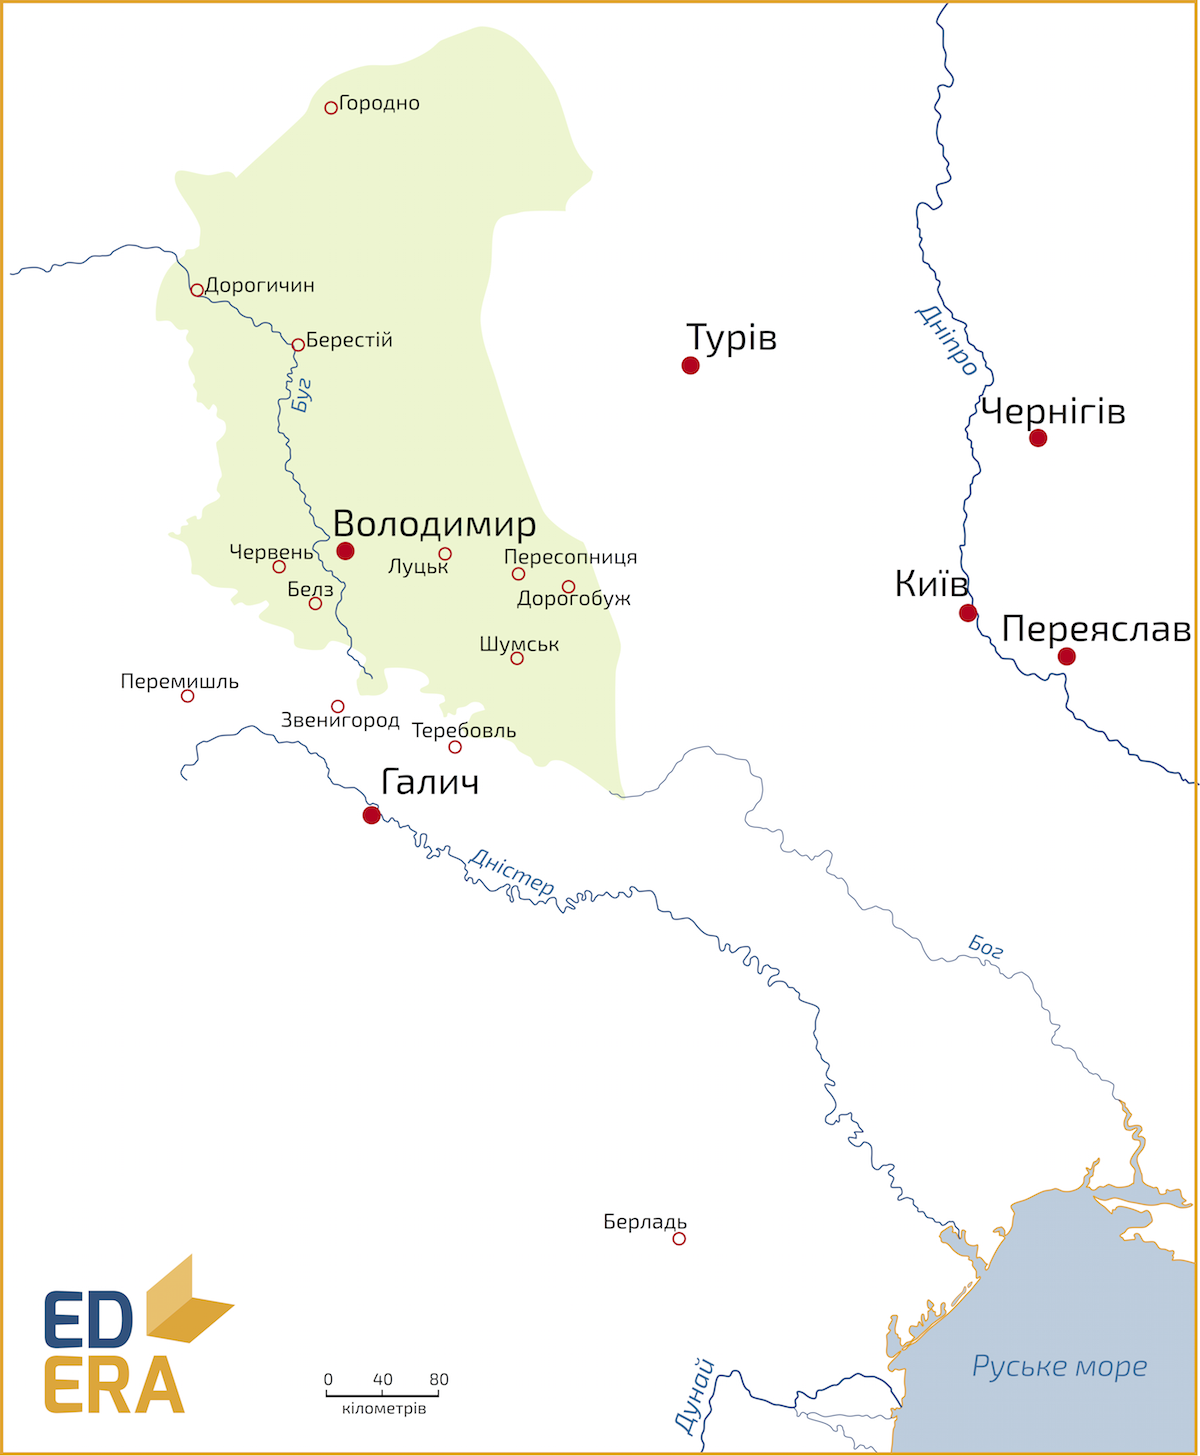 Городно
Дорогичин
Берестій
Буг
Турів
Дніпро
Чернігів
Володимир
Червень
Луцьк
Пересопниця
Белз
Дорогобуж
Київ
Переяслав
Шумськ
Перемишль
Звенигород
Теребовль
Галич
Дністер
Бог
Берладь
Руське море
Дунай
ED
ERA
0 40 80
кілометрів